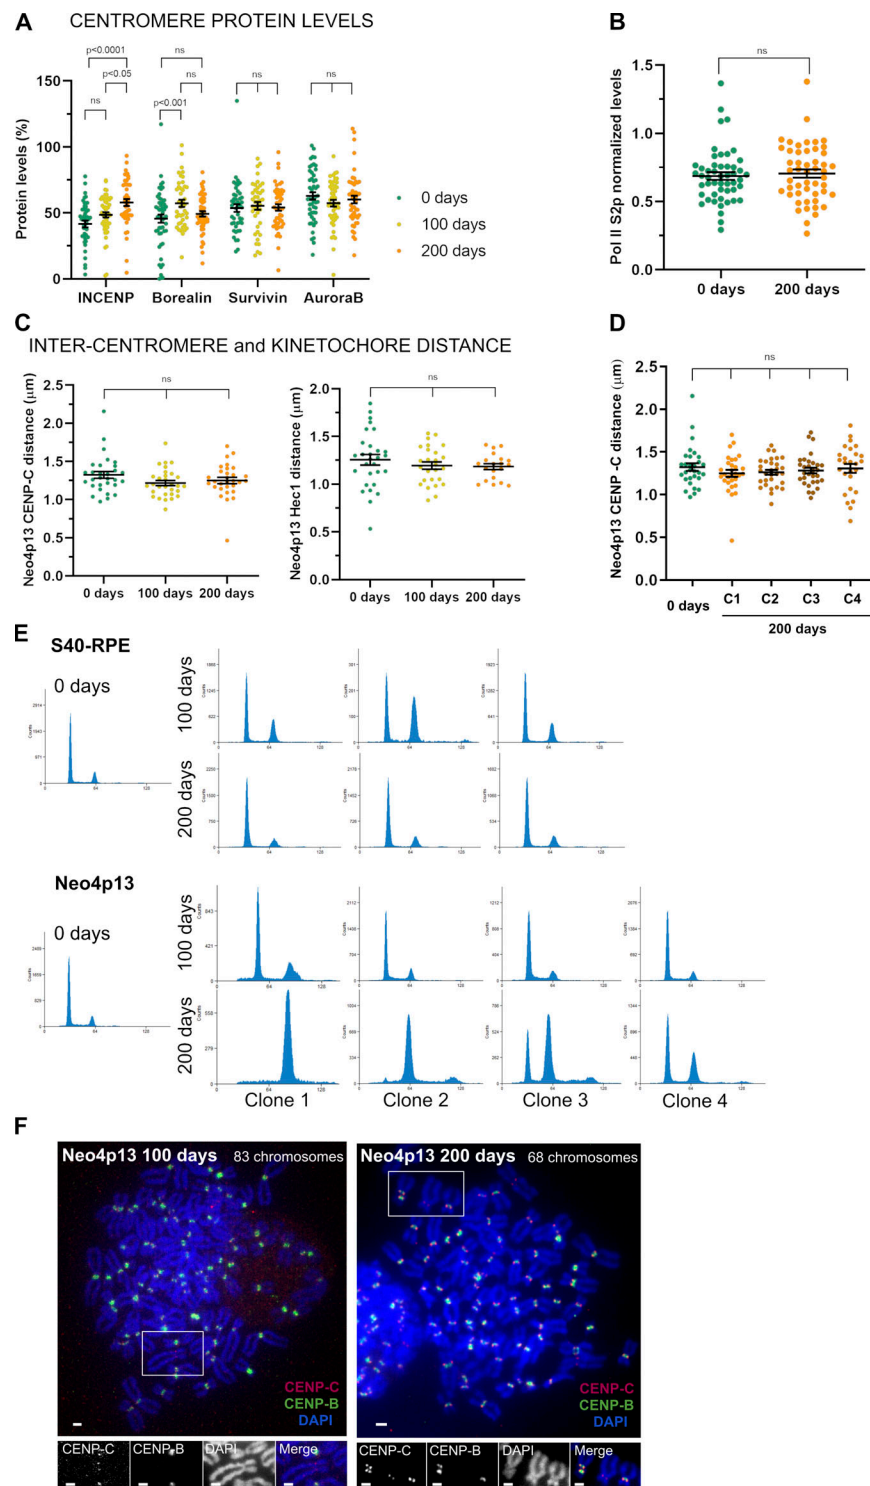 A CENTROMERE PROTEIN LEVELS
ns
p<0.0001
p<0.05
ns
ns
ns
p<0.001
ns
ns
Protein levels (%)
150
100
50
0
INCENP Borealin Survivin AuroraB
0 days
100 days
200 days
B
ns
Pol II S2p normalized levels
1.5
1.0
0.5
0.0
0 days 200 days
C
INTER-CENTROMERE and KINETOCHORE DISTANCE
ns
Neo4p13 CENP-C distance (μm)
2.5
2.0
1.5
1.0
0.5
0.0
0 days 100 days 200 days
ns
Neo4p13 Hec1 distance (μm)
2.0
1.5
1.0
0.5
0.0
0 days 100 days 200 days
D
ns
Neo4p13 CENP -C distance (μm)
2.5
2.0
1.5
1.0
0.5
0.0
0 days C1 C2 C3 C4
200 days
E
S40-RPE
0 days
100 days
200 days
Neo4p13
0 days
100 days
200 days
Clone 1 Clone 2 Clone 3 Clone 4
F
Neo4p13 100 days 83 chromosomes
CENP-C
CENP-B
DAPI
CENP-C CENP-B DAPI Merge
Neo4p13 200 days 68 chromosomes
CENP-C
CENP-B
DAPI
CENP-C CENP-B DAPI Merge